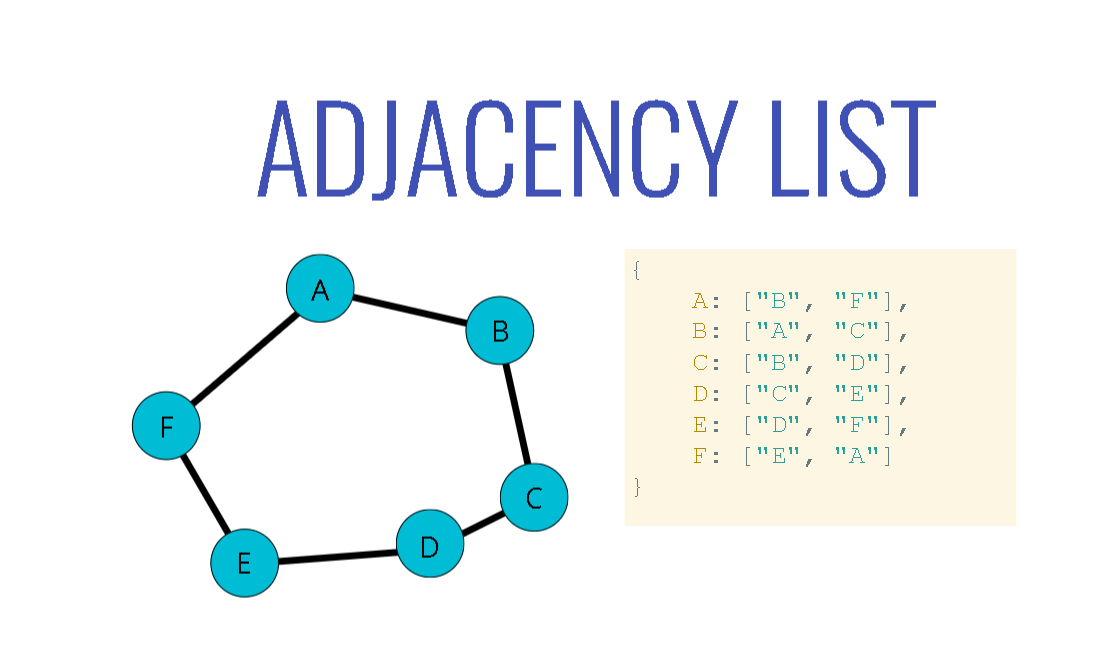 ADJACENCY LIST
A
B
F
C
D
E
{
A: ["B", "F"],
B: ["A", "C"],
C: ["B", "D"],
D: ["C", "E"],
E: ["D", "F"],
F: ["E", "A"]
}